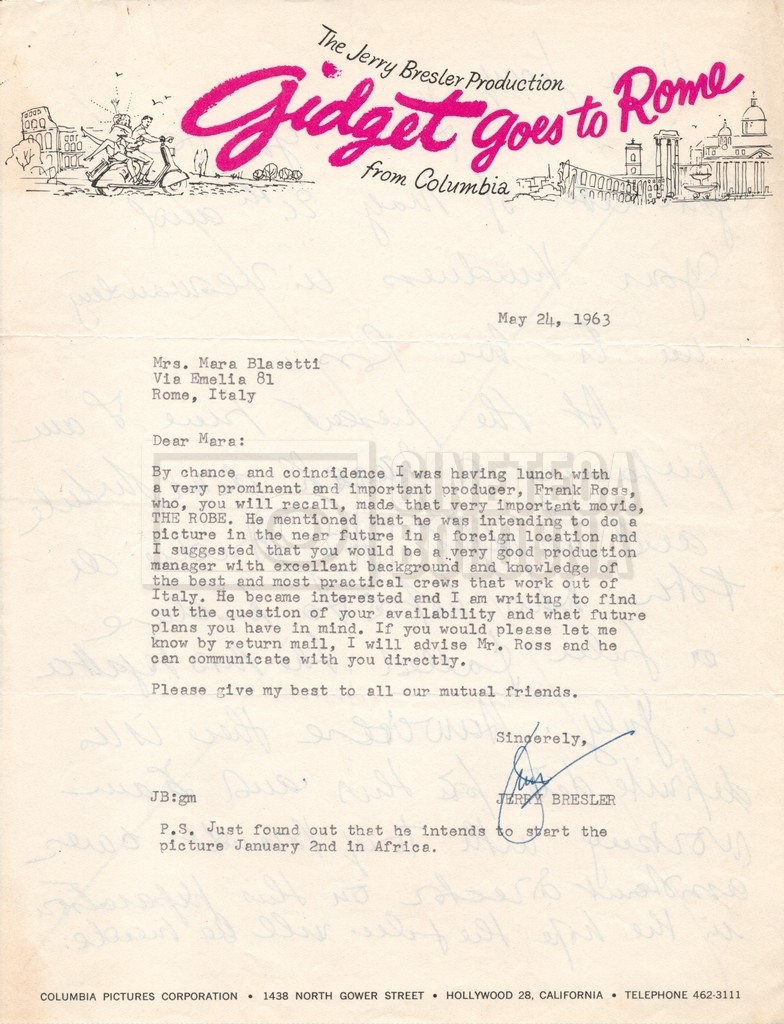 The Jerry Bresler Production
Gidget goes to Rome
from Columbia
May 24, 1963
Mrs. Mara Blasetti
Via Emelia 81
Rome, Italy
Dear Mara:
By chance and coincidence I was having lunch with
a very prominent and important producer, Frank Ross,
who, you will recall, made that very important movie,
THE ROBE. He mentioned that he was intending to do a
picture in the near future in a foreign location and
I suggested that you would be a very good production
manager with excellent background and knowledge of
the best and most practical crews that work out of
Italy. He became interested and I am writing to find
out the question of your availability and what future
plans you have in mind. If you would please let me
know by return mail, I will advise Mr. Ross and he
can communicate with you directly.
Please give my best to all our mutual friends.
Sincerely,
Jerry
JB:gm
JERRY BRESLER
P.S. Just found out that he intends to start the
picture January 2nd in Africa.
COLUMBIA PICTURES CORPORATION • 1438 NORTH GOWER STREET • HOLLYWOOD 28, CALIFORNIA • TELEPHONE 462-3111